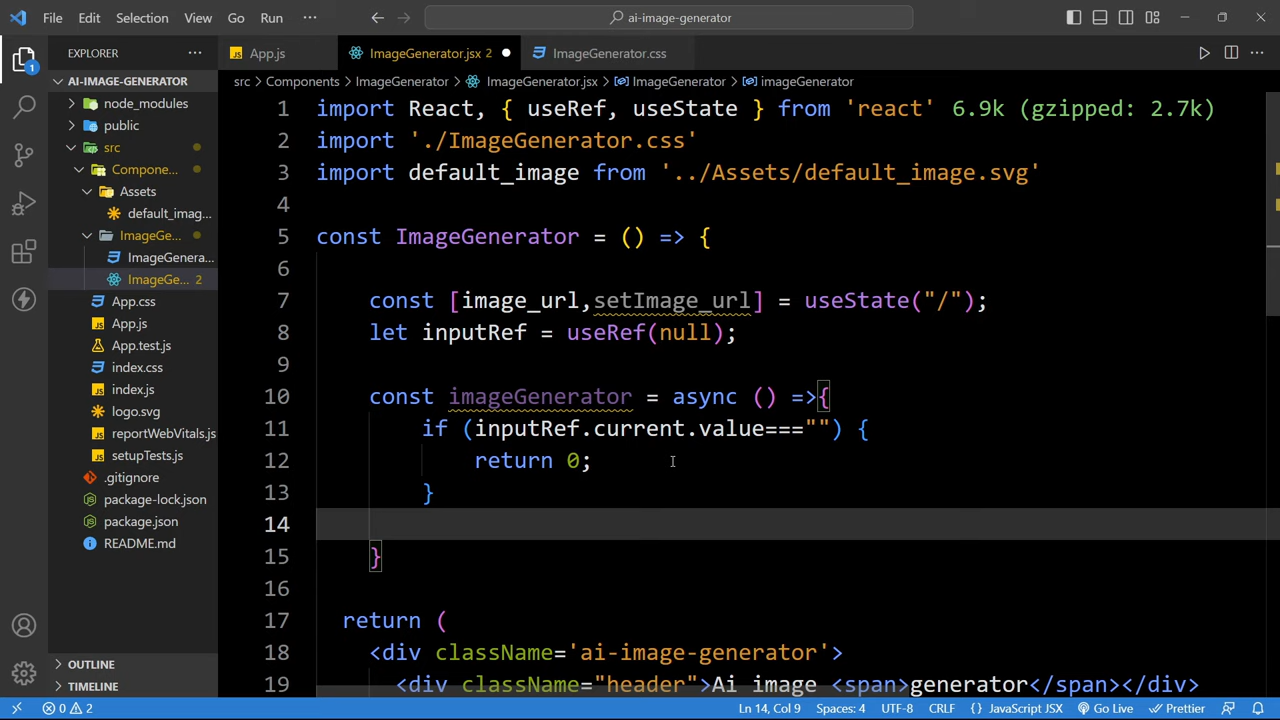 File Edit Selection View Go Run ··· ai-image-generator
EXPLORER ···
App.js
ImageGenerator.jsx 2
ImageGenerator.css
AI-IMAGE-GENERATOR
src > Components > ImageGenerator > ImageGenerator.jsx > ImageGenerator > imageGenerator
node_modules
public
src
Compone...
Assets
default_imag...
ImageGe...
ImageGenera...
ImageGe... 2
App.css
App.js
App.test.js
index.css
index.js
logo.svg
reportWebVitals.js
setupTests.js
.gitignore
package-lock.json
package.json
README.md
OUTLINE
TIMELINE
1
1 import React, { useRef, useState } from 'react' 6.9k (gzipped: 2.7k)
2 import './ImageGenerator.css'
3 import default_image from '../Assets/default_image.svg'
4
5 const ImageGenerator = () => {
6
7 const [image_url,setImage_url] = useState("/");
8 let inputRef = useRef(null);
9
10 const imageGenerator = async () =>{
11 if (inputRef.current.value==="") {
12 return 0;
13 }
14
15 }
16
17 return (
18 <div className='ai-image-generator'>
19 <div className="header">Ai image <span>generator</span></div>
0 2 Ln 14, Col 9 Spaces: 4 UTF-8 CRLF {} JavaScript JSX Go Live Prettier